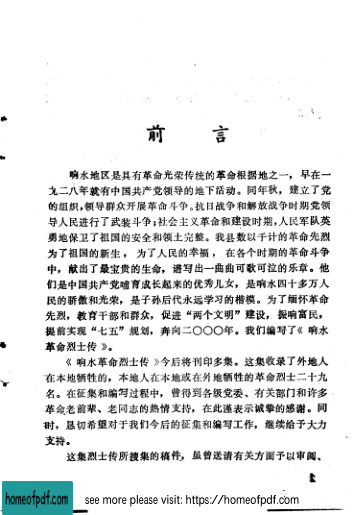 前言
响水地区是具有革命光荣传统的革命根据地之一，早在一
九二八年就有中国共产党领导的地下活动。同年秋，建立了党
的组织，领导群众开展革命斗争。抗日战争和解放战争时期党领
导人民进行了武装斗争；社会主义革命和建设时期，人民军队英
勇地保卫了祖国的安全和领土完整。我县数以千计的革命先烈
为了祖国的新生，为了人民的幸福，在各个时期的革命斗争
中，献出了最宝贵的生命，谱写出一曲曲可歌可泣的乐章。他
们是中国共产党哺育成长起来的优秀儿女，是响水四十多万人
民的骄傲和光荣，是子孙后代永远学习的楷模。为了缅怀革命
先烈，教育干部和群众，促进“两个文明”建设，振响富民，
提前实现“七五”规划，奔向二〇〇〇年。我们编写了《响水
革命烈士传》。
《响水革命烈士传》今后将刊印多集。这集收录了外地人
在本地牺牲的，本地人在本地或在外地牺牲的革命烈士二十九
名。在征集和编写过程中，曾得到各级党委、有关部门和许多
革命老前辈、老同志的热情支持，在此谨表示诚挚的感谢。同
时，恳切希望对于我们今后的征集和编写工作，继续给予大力
支持。
这集烈士传所搜集的稿件，虽曾送请有关方面予以审阅、
homeofpdf.com
see more please visit: https://homeofpdf.com